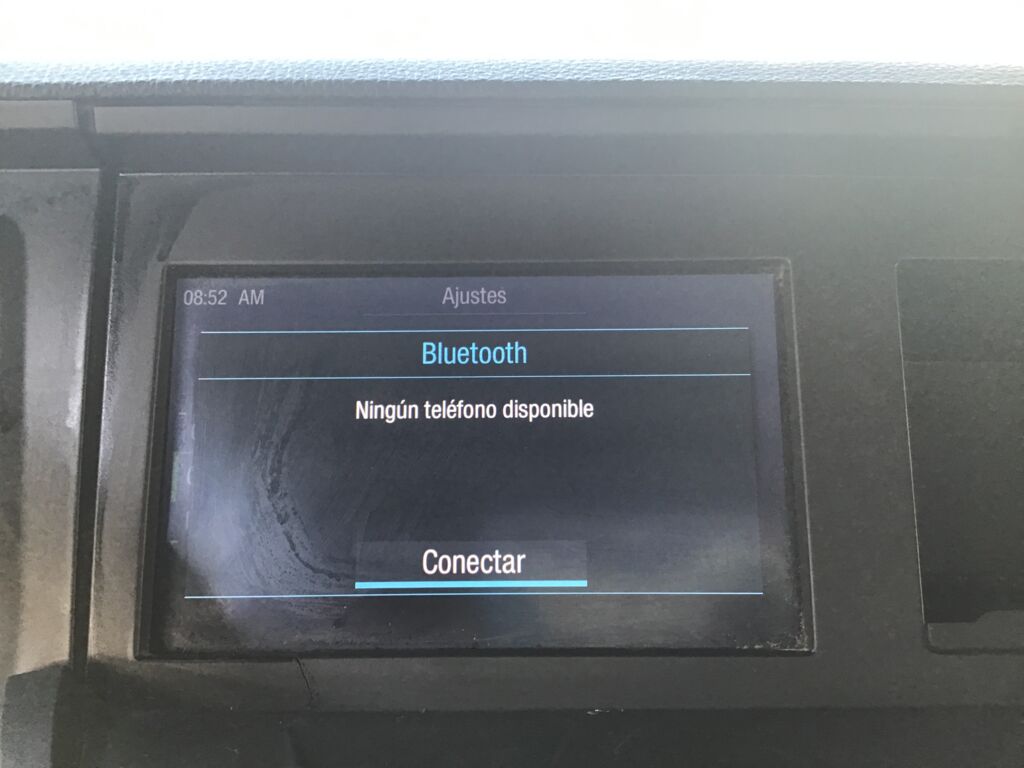 08:52 AM Ajustes
Bluetooth
Ningún teléfono disponible
Conectar